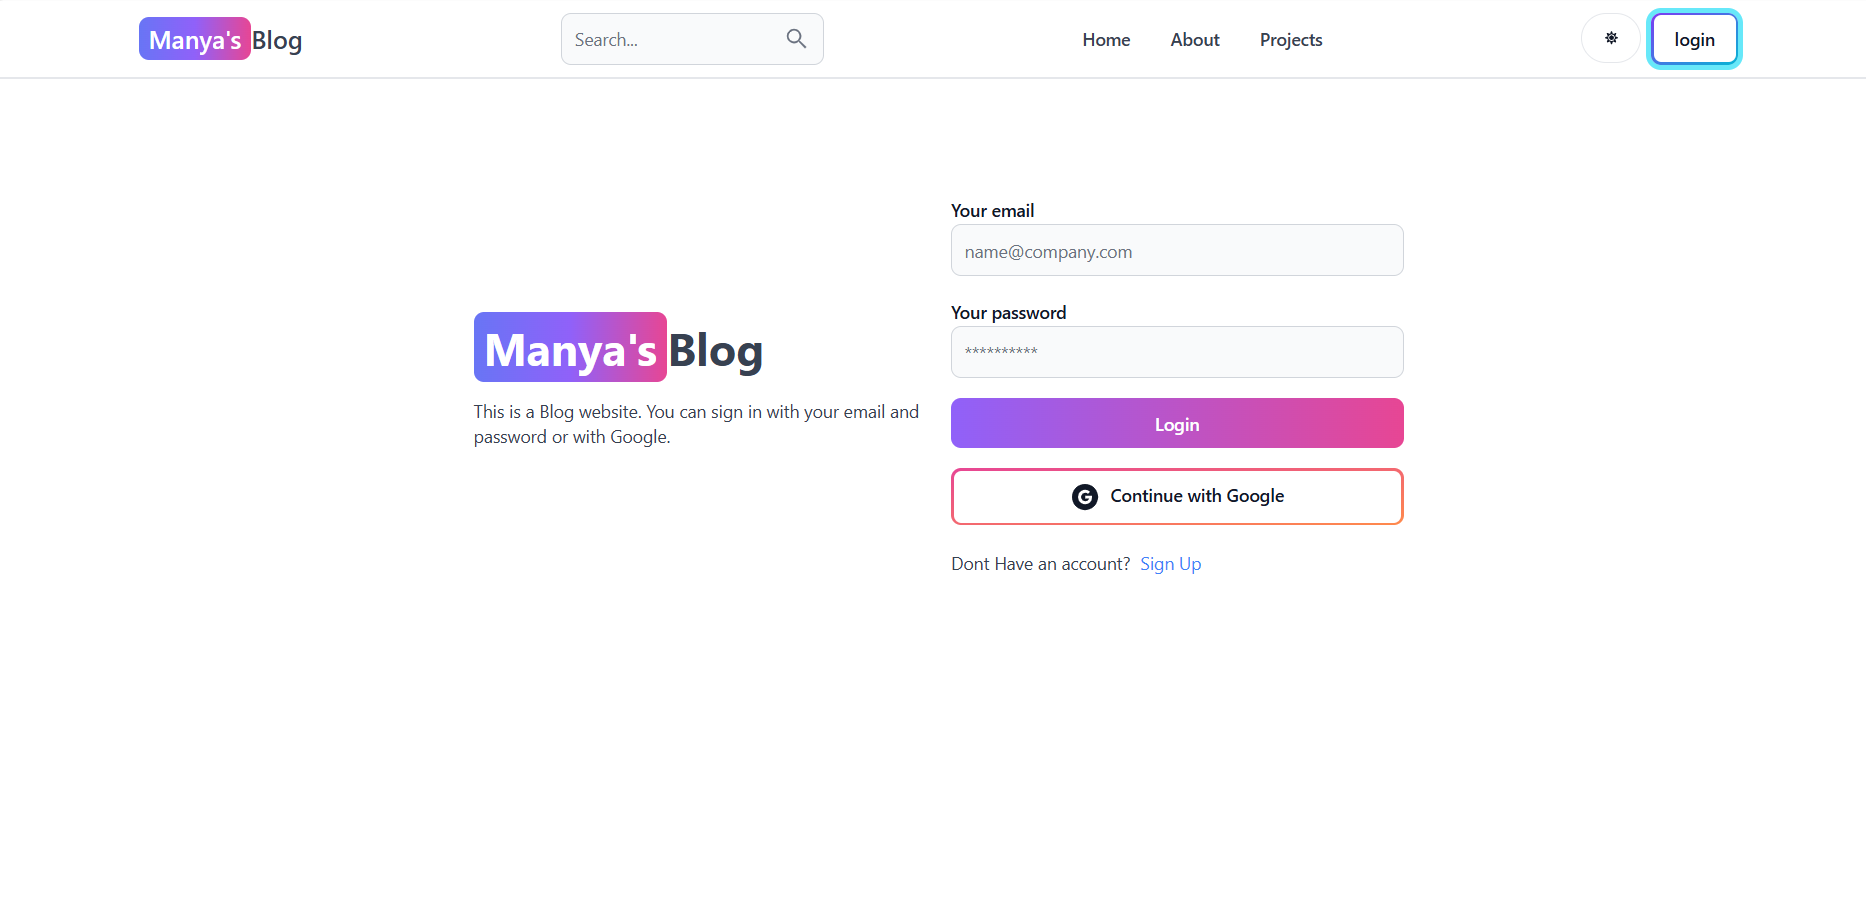 Manya's Blog
Search...
Home
About
Projects
login
Your email
name@company.com
Your password
**********
Manya's Blog
This is a Blog website. You can sign in with your email and
password or with Google.
Login
G Continue with Google
Dont Have an account? Sign Up